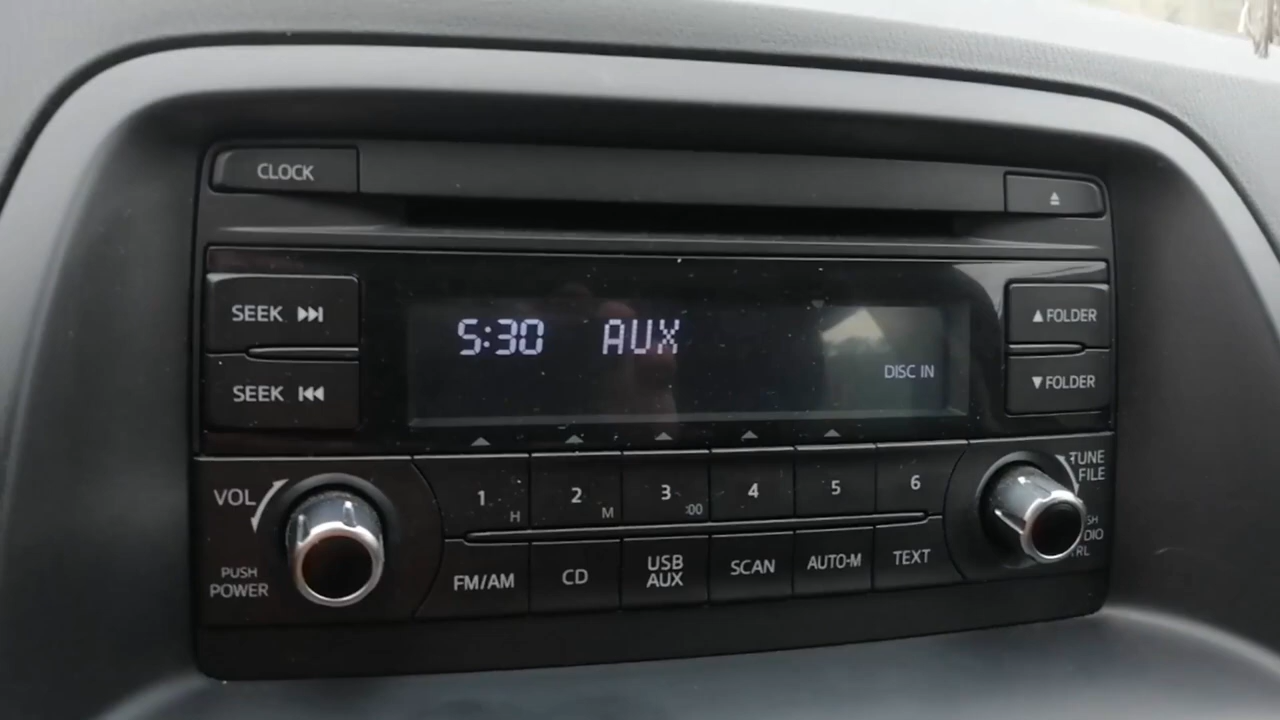 CLOCK
SEEK
SEEK
5:30 AUX
DISC IN
▲FOLDER
▼FOLDER
VOL
PUSH
POWER
1 H
2 M
3 :00
4
5
6
FM/AM
CD
USB
AUX
SCAN
AUTO-M
TEXT
TUNE
FILE